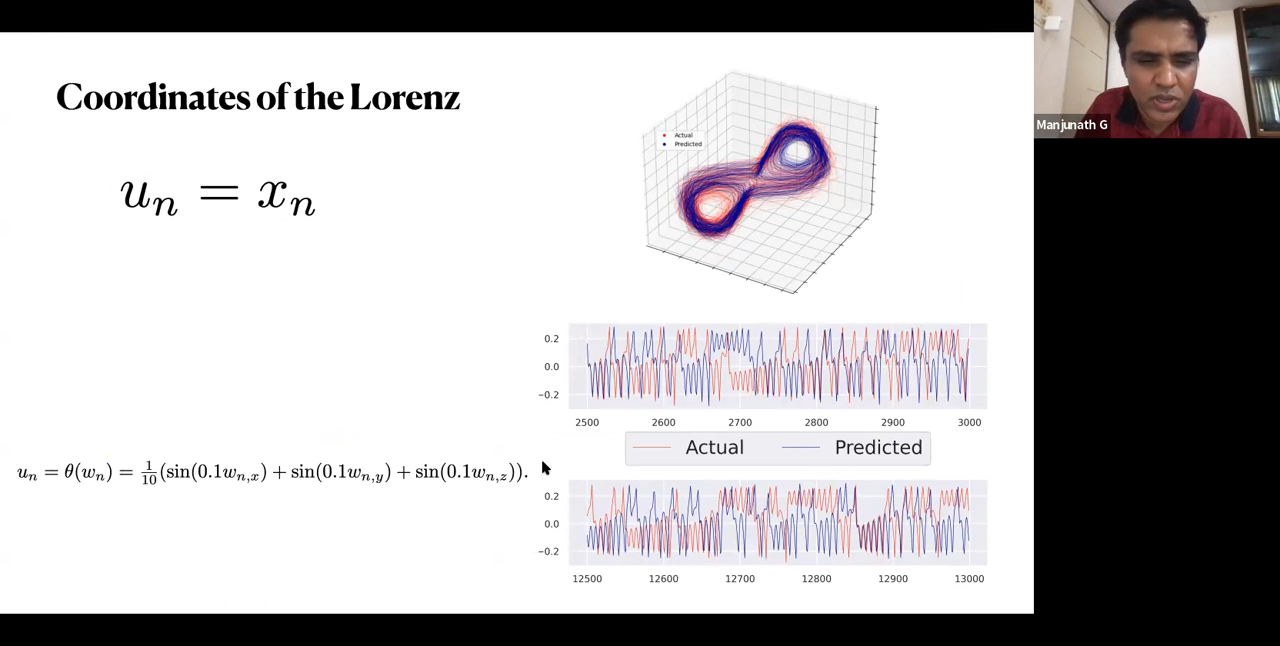 Coordinates of the Lorenz
u_n = x_n
Actual
Predicted
0.2
0.0
−0.2
2500 2600 2700 2800 2900 3000
Actual Predicted
u_n = θ(w_n) = 1/10 (sin(0.1w_{n,x}) + sin(0.1w_{n,y}) + sin(0.1w_{n,z})).
0.2
0.0
−0.2
12500 12600 12700 12800 12900 13000
Manjunath G